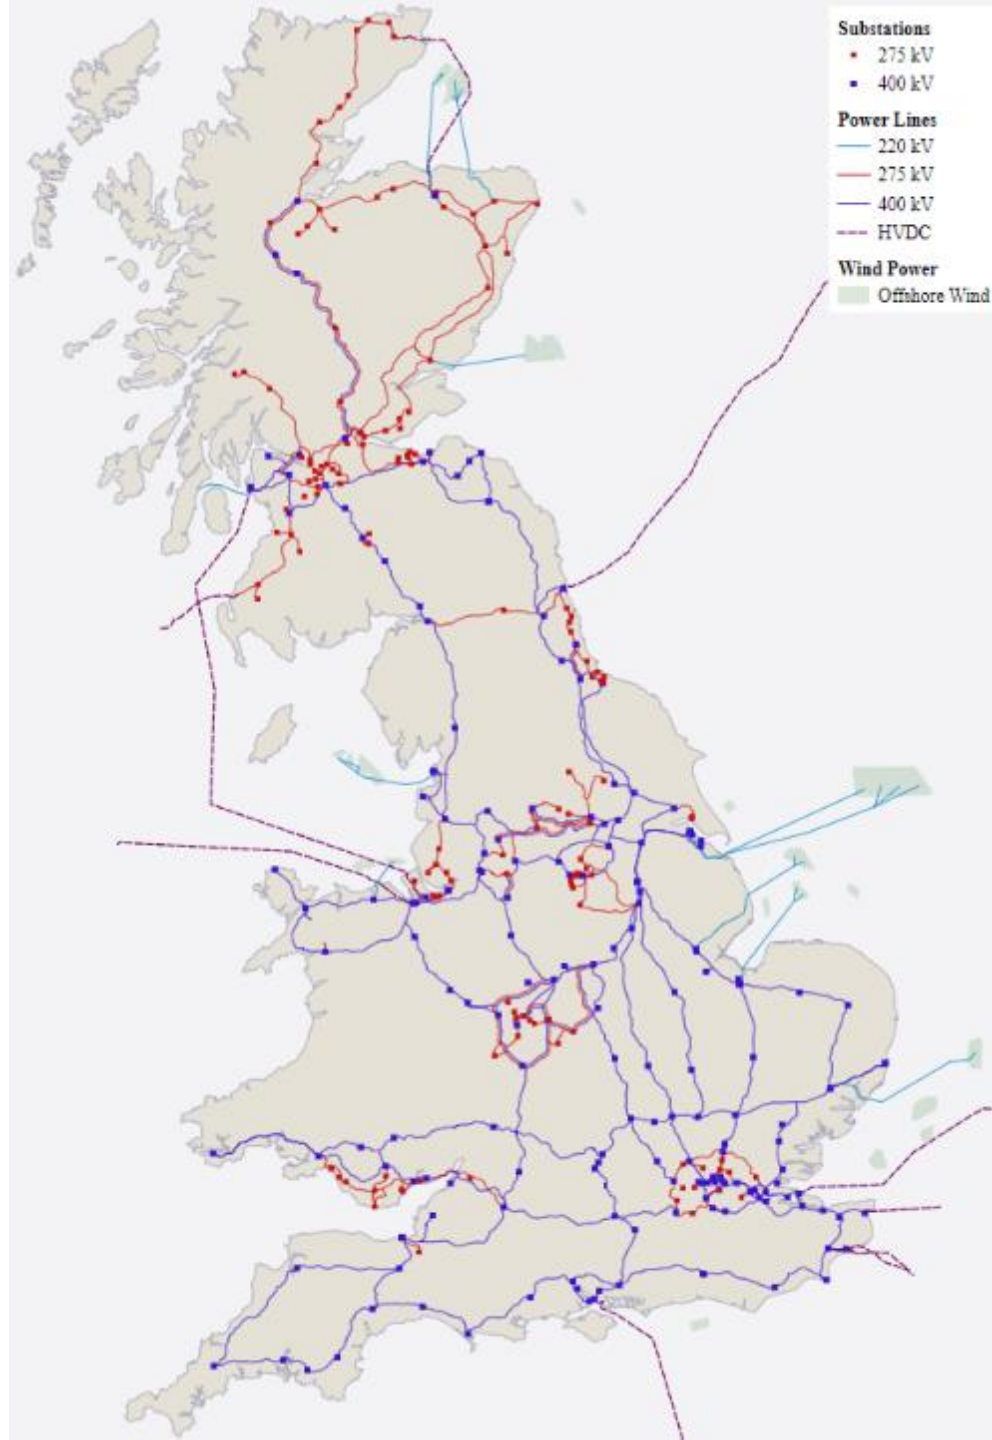 Substations
275 kV
400 kV
Power Lines
220 kV
275 kV
400 kV
HVDC
Wind Power
Offshore Wind